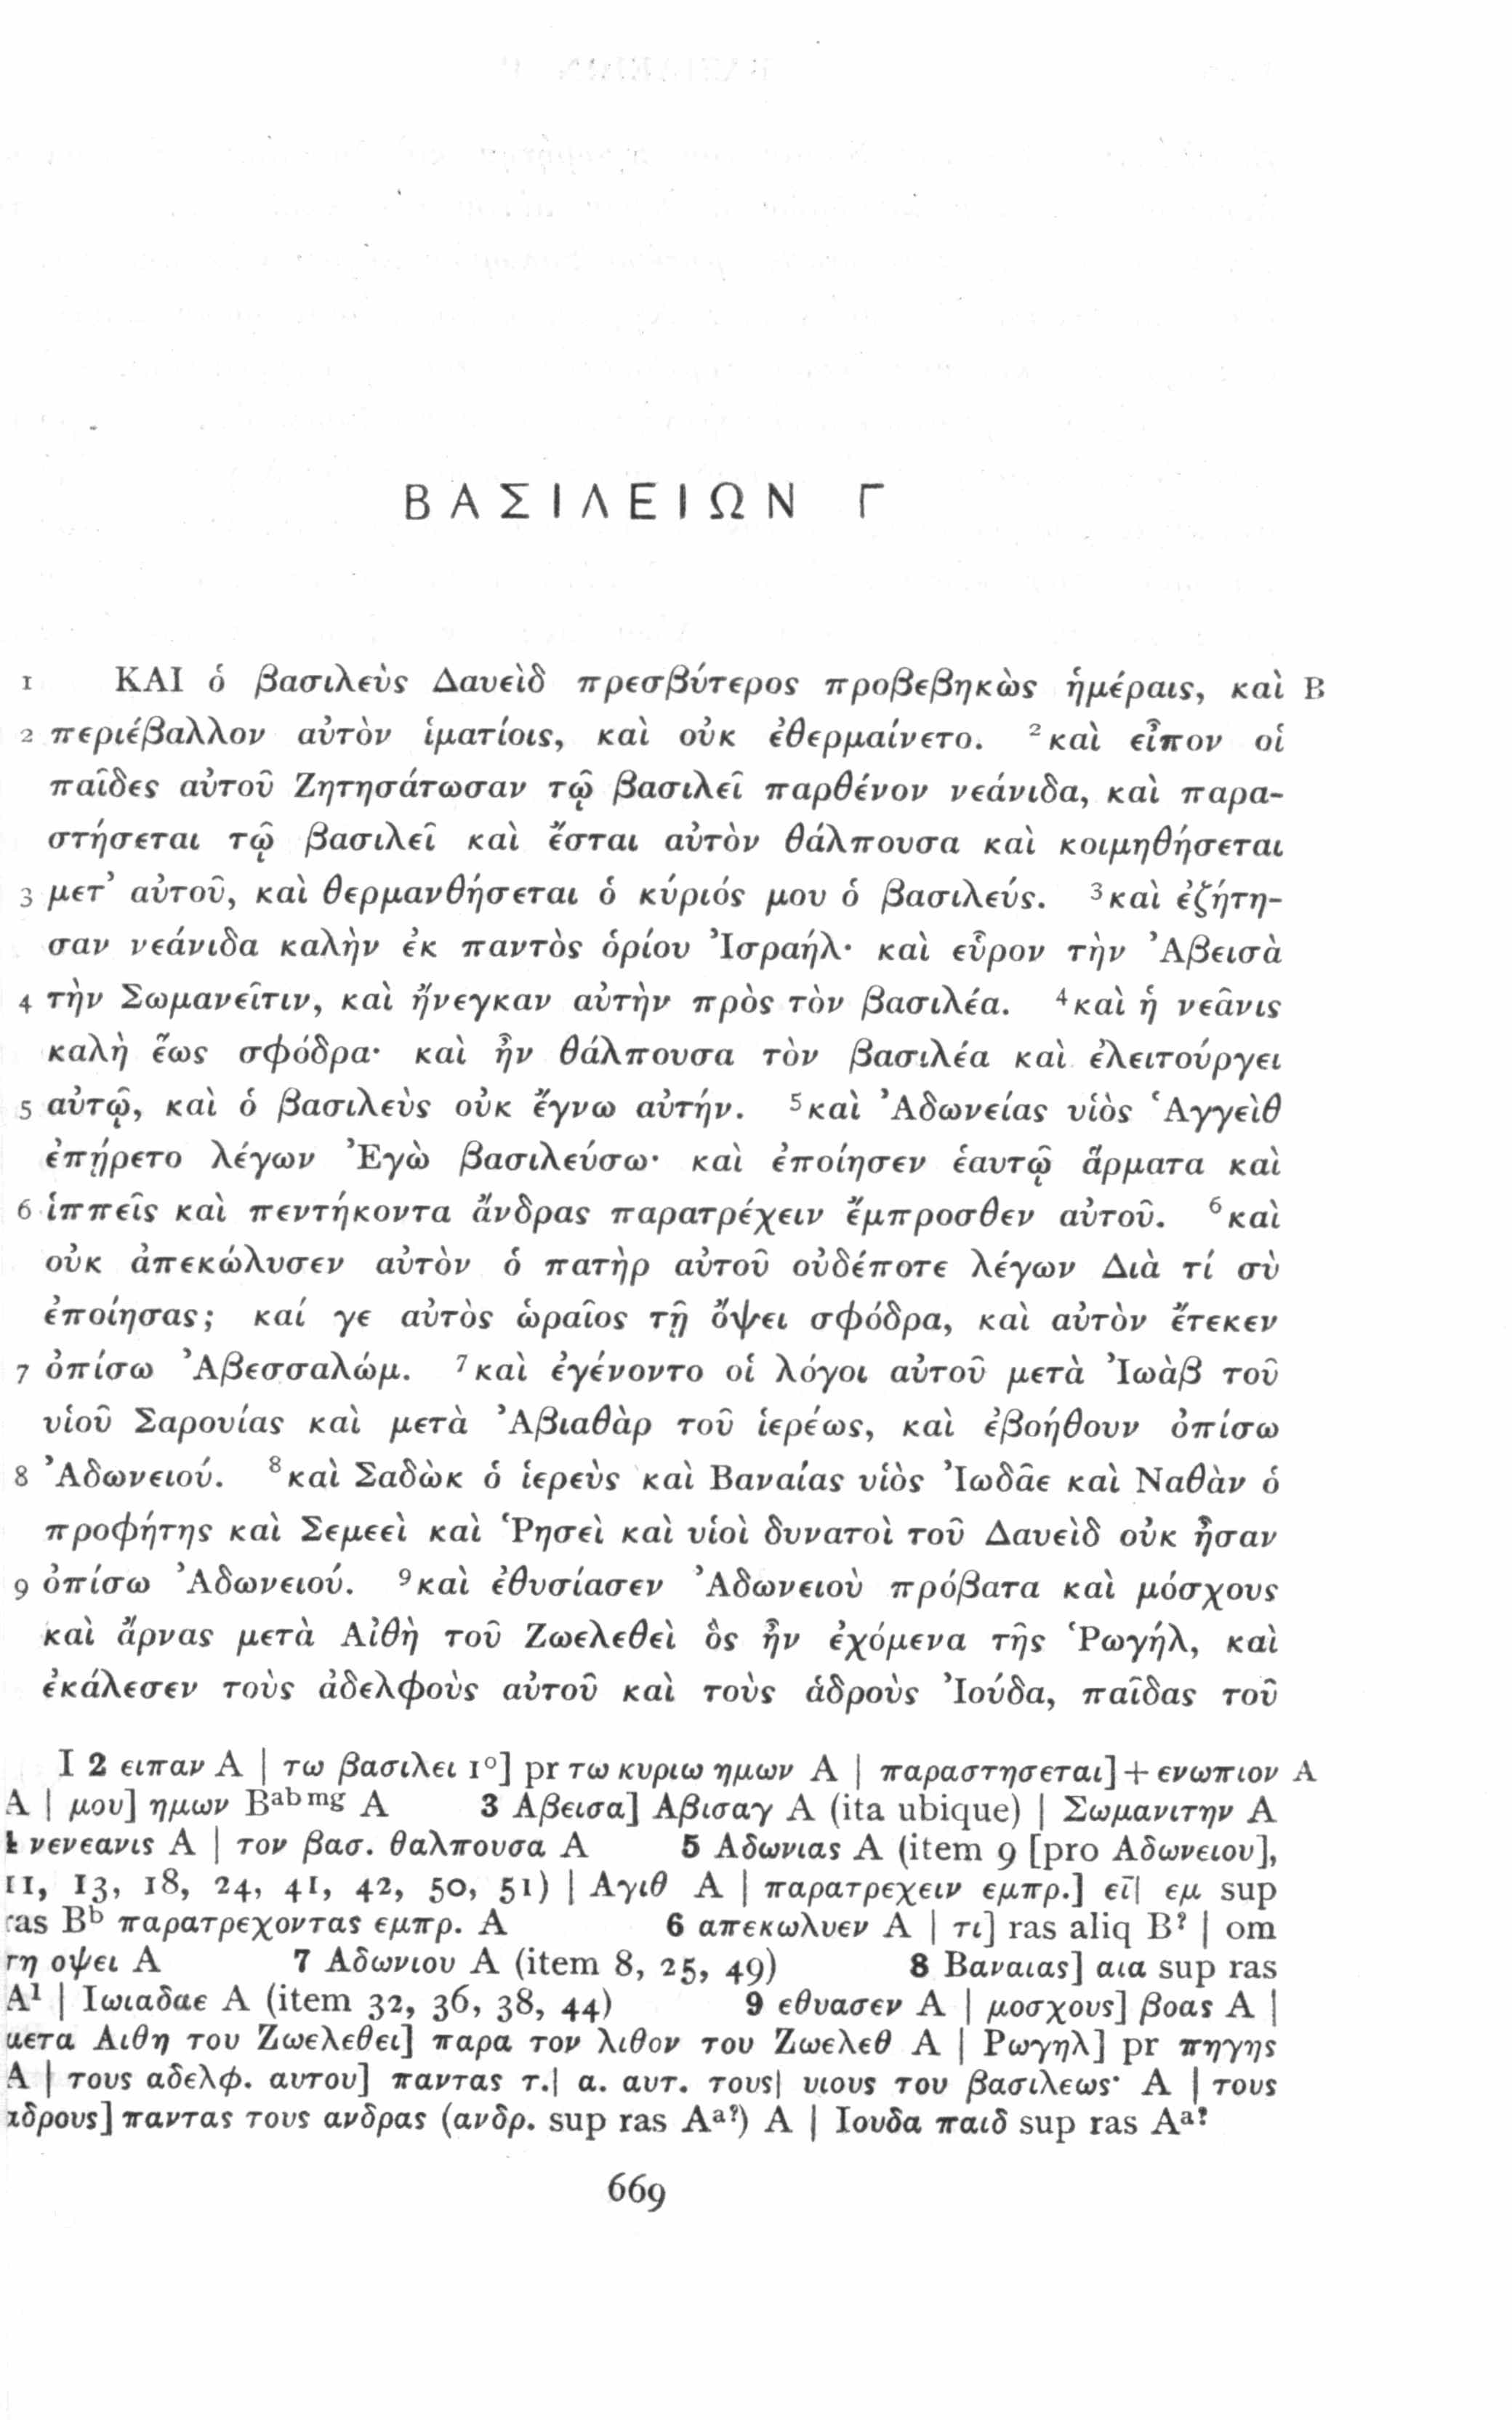 ΒΑΣΙΛΕΙΩΝ Γ
1 ΚΑΙ ὁ βασιλεὺς Δαυεὶδ πρεσβύτερος προβεβηκὼς ἡμέραις, καὶ B
2 περιέβαλλον αὐτὸν ἱματίοις, καὶ οὐκ ἐθερμαίνετο. ²καὶ εἶπον οἱ
παῖδες αὐτοῦ Ζητησάτωσαν τῷ βασιλεῖ παρθένον νεάνιδα, καὶ παρα-
στήσεται τῷ βασιλεῖ καὶ ἔσται αὐτὸν θάλπουσα καὶ κοιμηθήσεται
3 μετ’ αὐτοῦ, καὶ θερμανθήσεται ὁ κύριός μου ὁ βασιλεύς. ³καὶ ἐζήτη-
σαν νεάνιδα καλὴν ἐκ παντὸς ὁρίου Ἰσραήλ· καὶ εὗρον τὴν Ἀβεισὰ
4 τὴν Σωμανεῖτιν, καὶ ἤνεγκαν αὐτὴν πρὸς τὸν βασιλέα. ⁴καὶ ἡ νεᾶνις
καλὴ ἕως σφόδρα· καὶ ἦν θάλπουσα τὸν βασιλέα καὶ ἐλειτούργει
5 αὐτῷ, καὶ ὁ βασιλεὺς οὐκ ἔγνω αὐτήν. ⁵καὶ Ἀδωνείας υἱὸς Ἁγγεὶθ
ἐπῄρετο λέγων Ἐγὼ βασιλεύσω· καὶ ἐποίησεν ἑαυτῷ ἅρματα καὶ
6 ἱππεῖς καὶ πεντήκοντα ἄνδρας παρατρέχειν ἔμπροσθεν αὐτοῦ. ⁶καὶ
οὐκ ἀπεκώλυσεν αὐτὸν ὁ πατὴρ αὐτοῦ οὐδέποτε λέγων Διὰ τί σὺ
ἐποίησας; καί γε αὐτὸς ὡραῖος τῇ ὄψει σφόδρα, καὶ αὐτὸν ἔτεκεν
7 ὀπίσω Ἀβεσσαλώμ. ⁷καὶ ἐγένοντο οἱ λόγοι αὐτοῦ μετὰ Ἰωὰβ τοῦ
υἱοῦ Σαρουίας καὶ μετὰ Ἀβιαθὰρ τοῦ ἱερέως, καὶ ἐβοήθουν ὀπίσω
8 Ἀδωνειού. ⁸καὶ Σαδὼκ ὁ ἱερεὺς καὶ Βαναίας υἱὸς Ἰωδᾶε καὶ Ναθὰν ὁ
προφήτης καὶ Σεμεεὶ καὶ Ῥησεὶ καὶ υἱοὶ δυνατοὶ τοῦ Δαυεὶδ οὐκ ἦσαν
9 ὀπίσω Ἀδωνειού. ⁹καὶ ἐθυσίασεν Ἀδωνειοὺ πρόβατα καὶ μόσχους
καὶ ἄρνας μετὰ Αἰθὴ τοῦ Ζωελεθεὶ ὃς ἦν ἐχόμενα τῆς Ῥωγήλ, καὶ
ἐκάλεσεν τοὺς ἀδελφοὺς αὐτοῦ καὶ τοὺς ἁδροὺς Ἰούδα, παῖδας τοῦ
I 2 ειπαν A | τω βασιλει 1°] pr τω κυριω ημων A | παραστησεται] + ενωπιον A
A | μου] ημων Bᵃᵇᵐᵍ A 3 Αβεισα] Αβισαγ A (ita ubique) | Σωμανιτην A
4 νενεανις A | τον βασ. θαλπουσα A 5 Αδωνιας A (item 9 [pro Αδωνειου],
11, 13, 18, 24, 41, 42, 50, 51) | Αγιθ A | παρατρεχειν εμπρ.] εῑ| εμ sup
ras Bᵇ παρατρεχοντας εμπρ. A 6 απεκωλυεν A | τι] ras aliq B? | om
τη οψει A 7 Αδωνιου A (item 8, 25, 49) 8 Βαναιας] αια sup ras
A¹ | Ιωιαδαε A (item 32, 36, 38, 44) 9 εθυασεν A | μοσχους] βοας A |
μετα Αιθη του Ζωελεθει] παρα τον λιθον του Ζωελεθ A | Ρωγηλ] pr πηγης
A | τους αδελφ. αυτου] παντας τ.| α. αυτ. τους| υιους του βασιλεως· A | τους
αδρους] παντας τους ανδρας (ανδρ. sup ras Aᵃ?) A | Ιουδα παιδ sup ras Aᵃ?
669